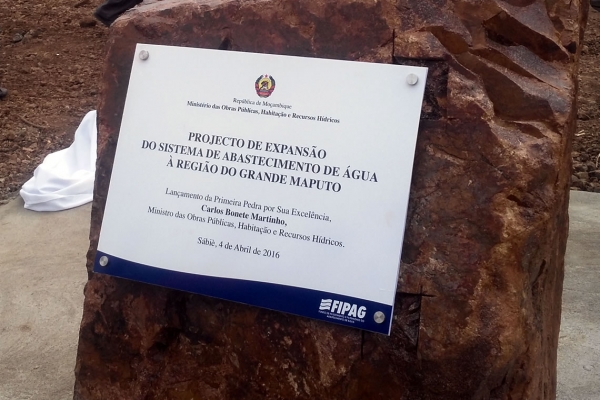 República de Moçambique
Ministério das Obras Públicas, Habitação e Recursos Hídricos
PROJECTO DE EXPANSÃO
DO SISTEMA DE ABASTECIMENTO DE ÁGUA
À REGIÃO DO GRANDE MAPUTO
Lançamento da Primeira Pedra por Sua Excelência,
Carlos Bonete Martinho,
Ministro das Obras Públicas, Habitação e Recursos Hídricos.
Sábiè, 4 de Abril de 2016
FIPAG